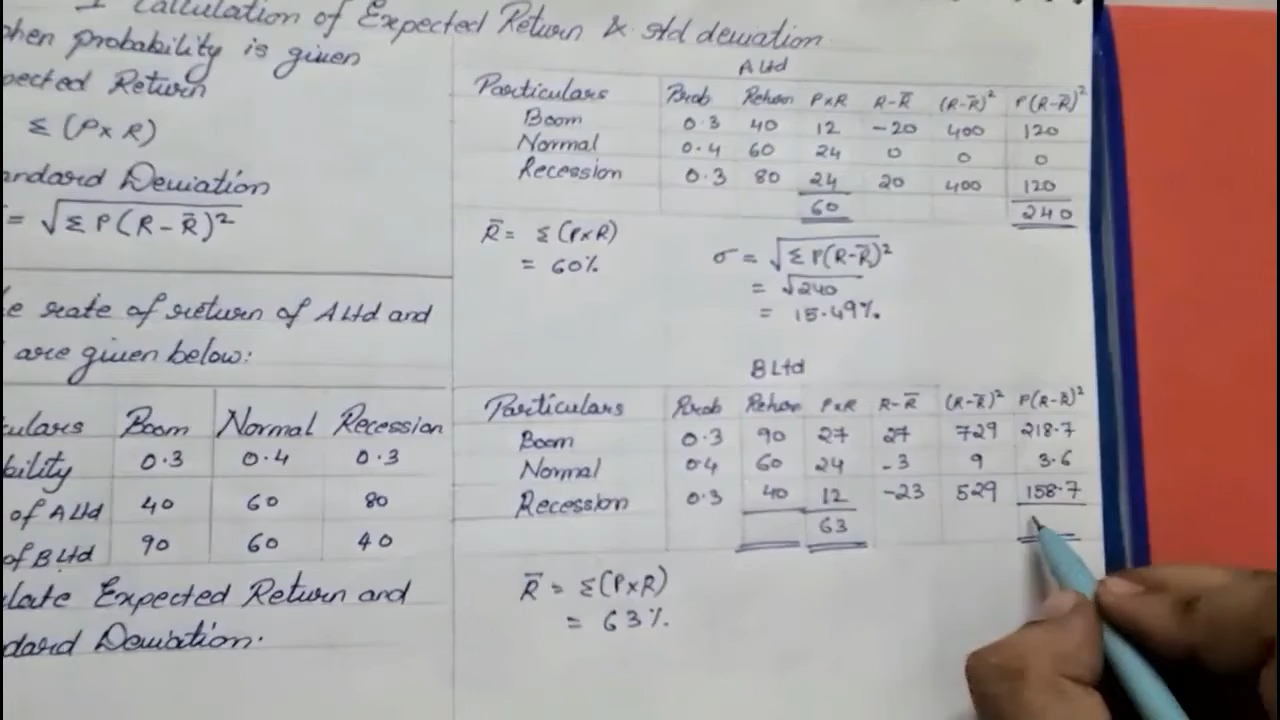 I Calculation of Expected Return & Std deviation
when probability is given
pected Return
Σ (P×R)
andard Deviation
= √Σ P(R-R̄)²
e rate of return of A Ltd and
are given below:
culars Boom Normal Recession
bility 0.3 0.4 0.3
of A Ltd 40 60 80
of B Ltd 90 60 40
late Expected Return and
dard Deviation.
A Ltd
Particulars Prob Return P×R R-R̄ (R-R̄)² P(R-R̄)²
Boom 0.3 40 12 -20 400 120
Normal 0.4 60 24 0 0 0
Recession 0.3 80 24 20 400 120
60 240
R̄ = Σ(P×R)
= 60%
σ = √Σ P(R-R̄)²
= √240
= 15.49%
B Ltd
Particulars Prob Return P×R R-R̄ (R-R̄)² P(R-R̄)²
Boom 0.3 90 27 27 729 218.7
Normal 0.4 60 24 -3 9 3.6
Recession 0.3 40 12 -23 529 158.7
63
R̄ = Σ(P×R)
= 63%.